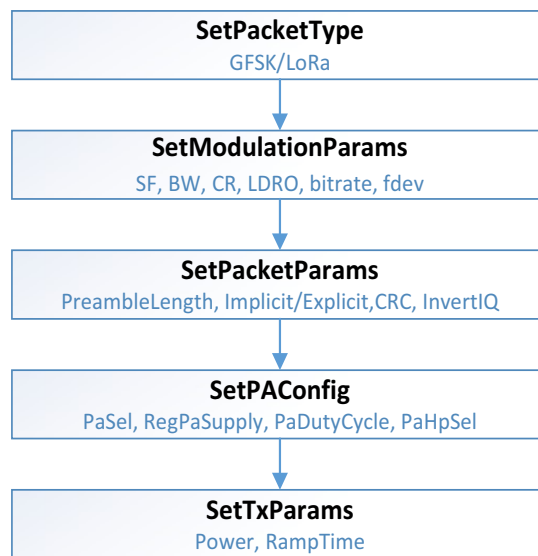 SetPacketType
GFSK/LoRa
SetModulationParams
SF, BW, CR, LDRO, bitrate, fdev
SetPacketParams
PreambleLength, Implicit/Explicit,CRC, InvertIQ
SetPAConfig
PaSel, RegPaSupply, PaDutyCycle, PaHpSel
SetTxParams
Power, RampTime